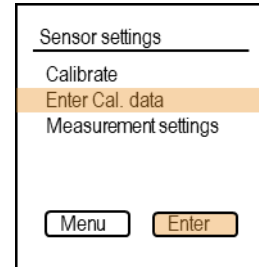 Sensor settings
Calibrate
Enter Cal. data
Measurement settings
Menu Enter